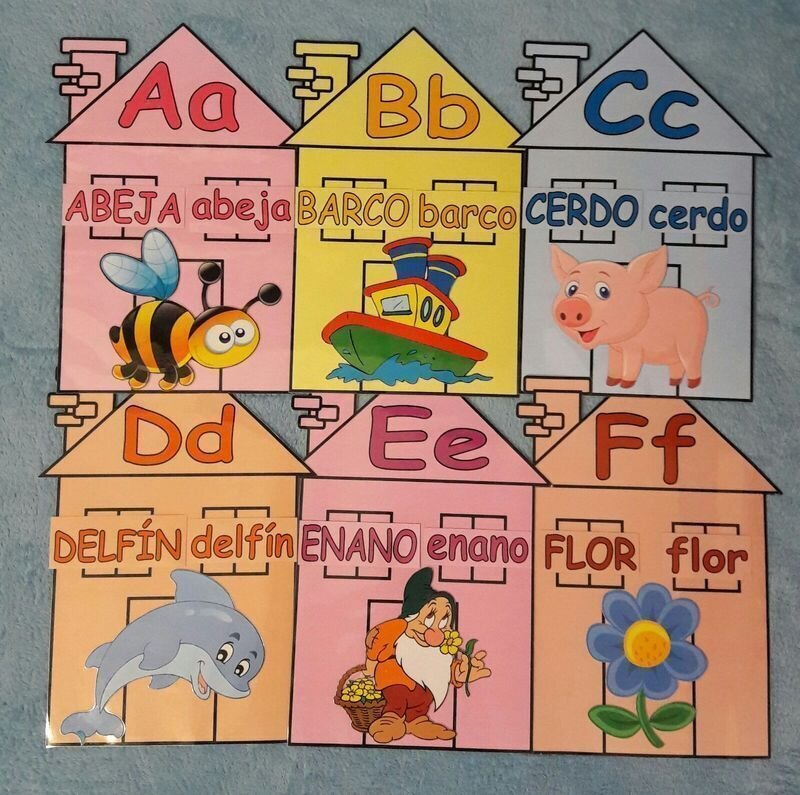 Aa
ABEJA abeja
Bb
BARCO barco
Cc
CERDO cerdo
Dd
DELFÍN delfín
Ee
ENANO enano
Ff
FLOR flor